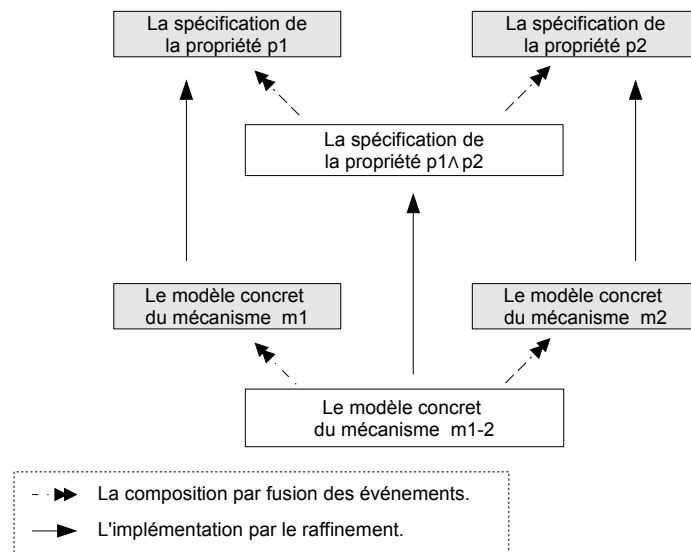 La spécification de
la propriété p1
La spécification de
la propriété p2
La spécification de
la propriété p1∧p2
Le modèle concret
du mécanisme  m1
Le modèle concret
du mécanisme  m2
Le modèle concret
du mécanisme  m1-2
La composition par fusion des événements.
L'implémentation par le raffinement.